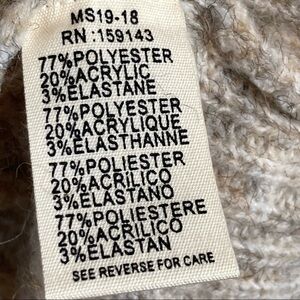 MS19-18
RN:159143
77%POLYESTER
20%ACRYLIC
3%ELASTANE
77%POLYESTER
20%ACRYLIQUE
3%ELASTHANNE
77%POLIESTER
20%ACRILICO
3%ELASTANO
77%POLIESTERE
20%ACRILICO
3%ELASTAN
SEE REVERSE FOR CARE